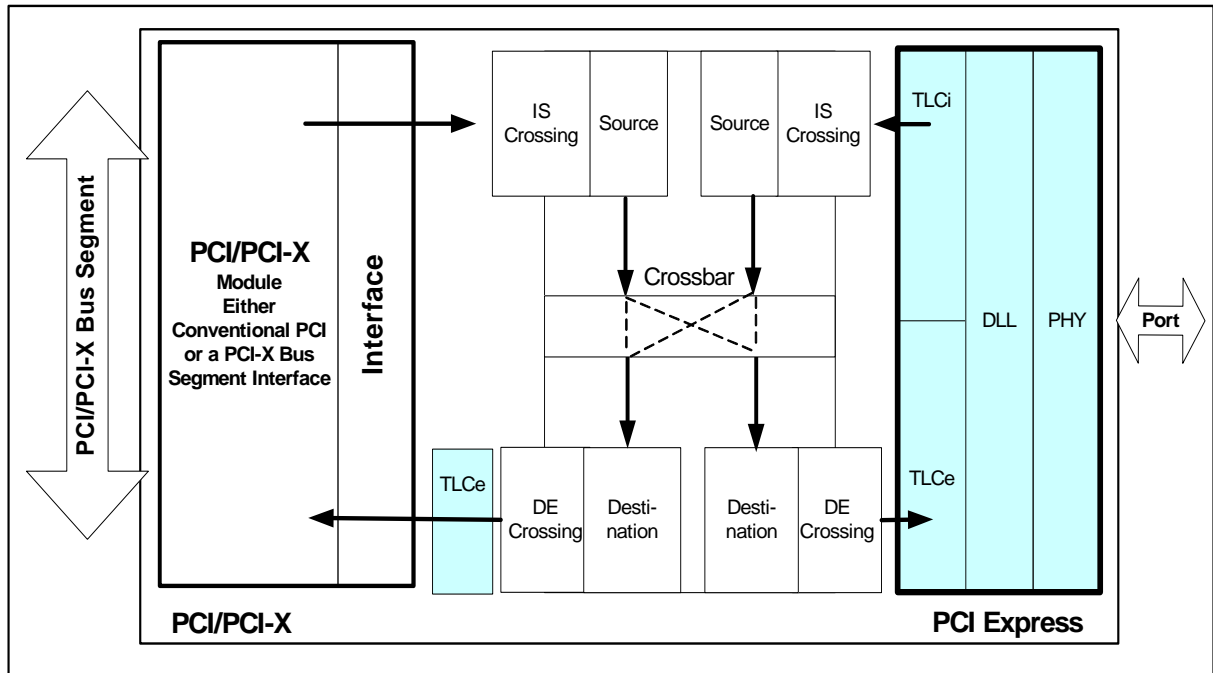 PCI/PCI-X Bus Segment
PCI/PCI-X
Module
Either
Conventional PCI
or a PCI-X Bus
Segment Interface
Interface
IS
Crossing
Source
Source
IS
Crossing
TLCi
Crossbar
DLL
PHY
Port
TLCe
DE
Crossing
Desti-
nation
Desti-
nation
DE
Crossing
TLCe
PCI/PCI-X
PCI Express